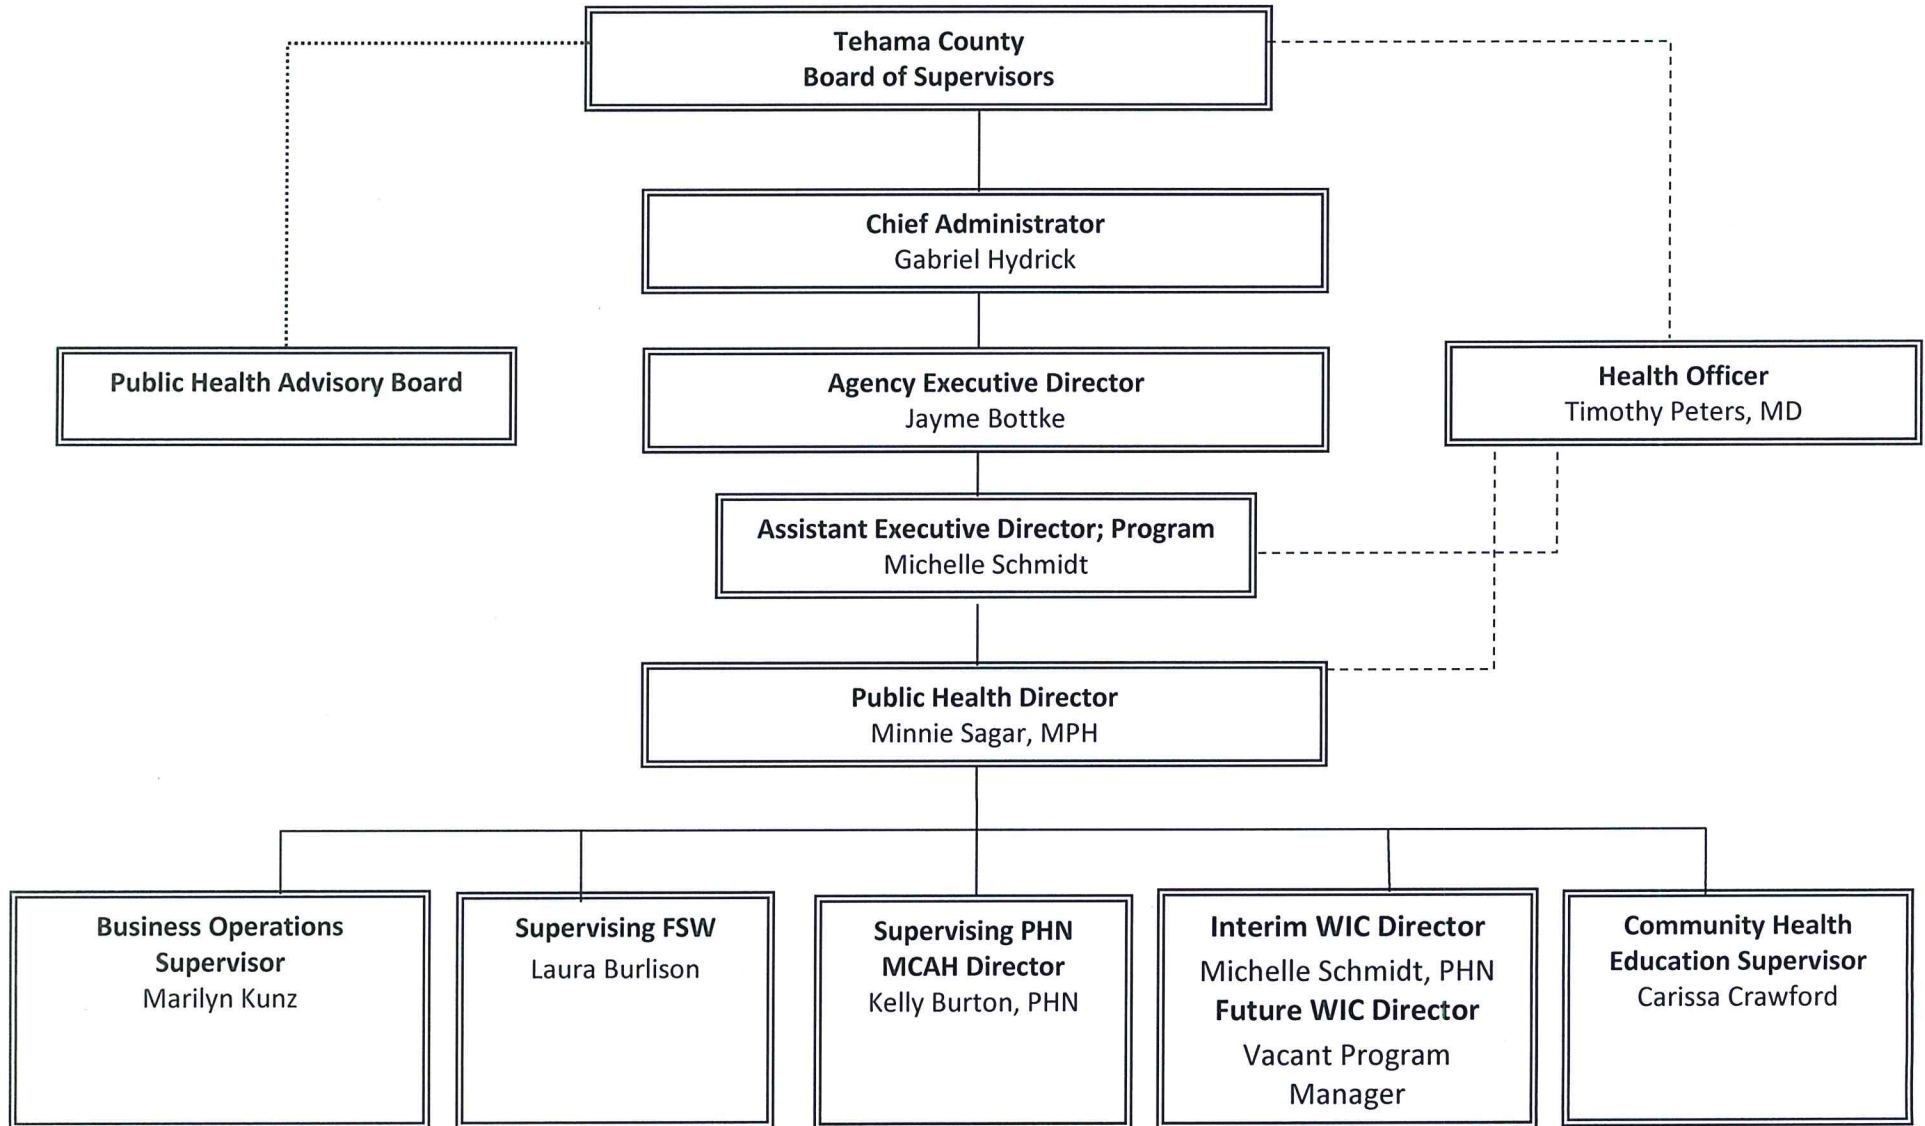 Tehama County
Board of Supervisors
Chief Administrator
Gabriel Hydrick
Public Health Advisory Board
Agency Executive Director
Jayme Bottke
Health Officer
Timothy Peters, MD
Assistant Executive Director; Program
Michelle Schmidt
Public Health Director
Minnie Sagar, MPH
Business Operations
Supervisor
Marilyn Kunz
Supervising FSW
Laura Burlison
Supervising PHN
MCAH Director
Kelly Burton, PHN
Interim WIC Director
Michelle Schmidt, PHN
Future WIC Director
Vacant Program
Manager
Community Health
Education Supervisor
Carissa Crawford